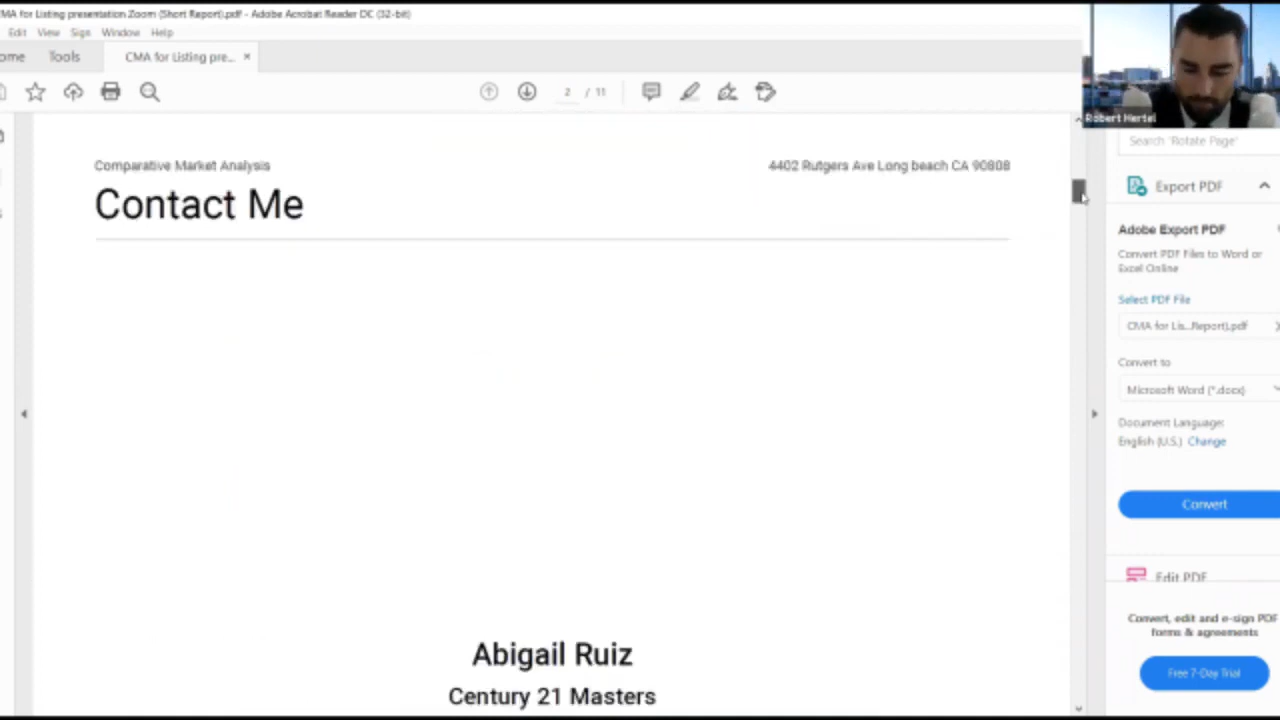 CMA for Listing presentation Zoom (Short Report).pdf - Adobe Acrobat Reader DC (32-bit)
Edit View Sign Window Help
ome Tools CMA for Listing pre... ×
2 / 11
Robert Hertel
Search 'Rotate Page'
Comparative Market Analysis 4402 Rutgers Ave Long beach CA 90808
Contact Me
Export PDF
Adobe Export PDF
Convert PDF Files to Word or
Excel Online
Select PDF File
CMA for Lis...Report).pdf
Convert to
Microsoft Word (*.docx)
Document Language:
English (U.S.) Change
Convert
Edit PDF
Convert, edit and e-sign PDF
forms & agreements
Free 7-Day Trial
Abigail Ruiz
Century 21 Masters